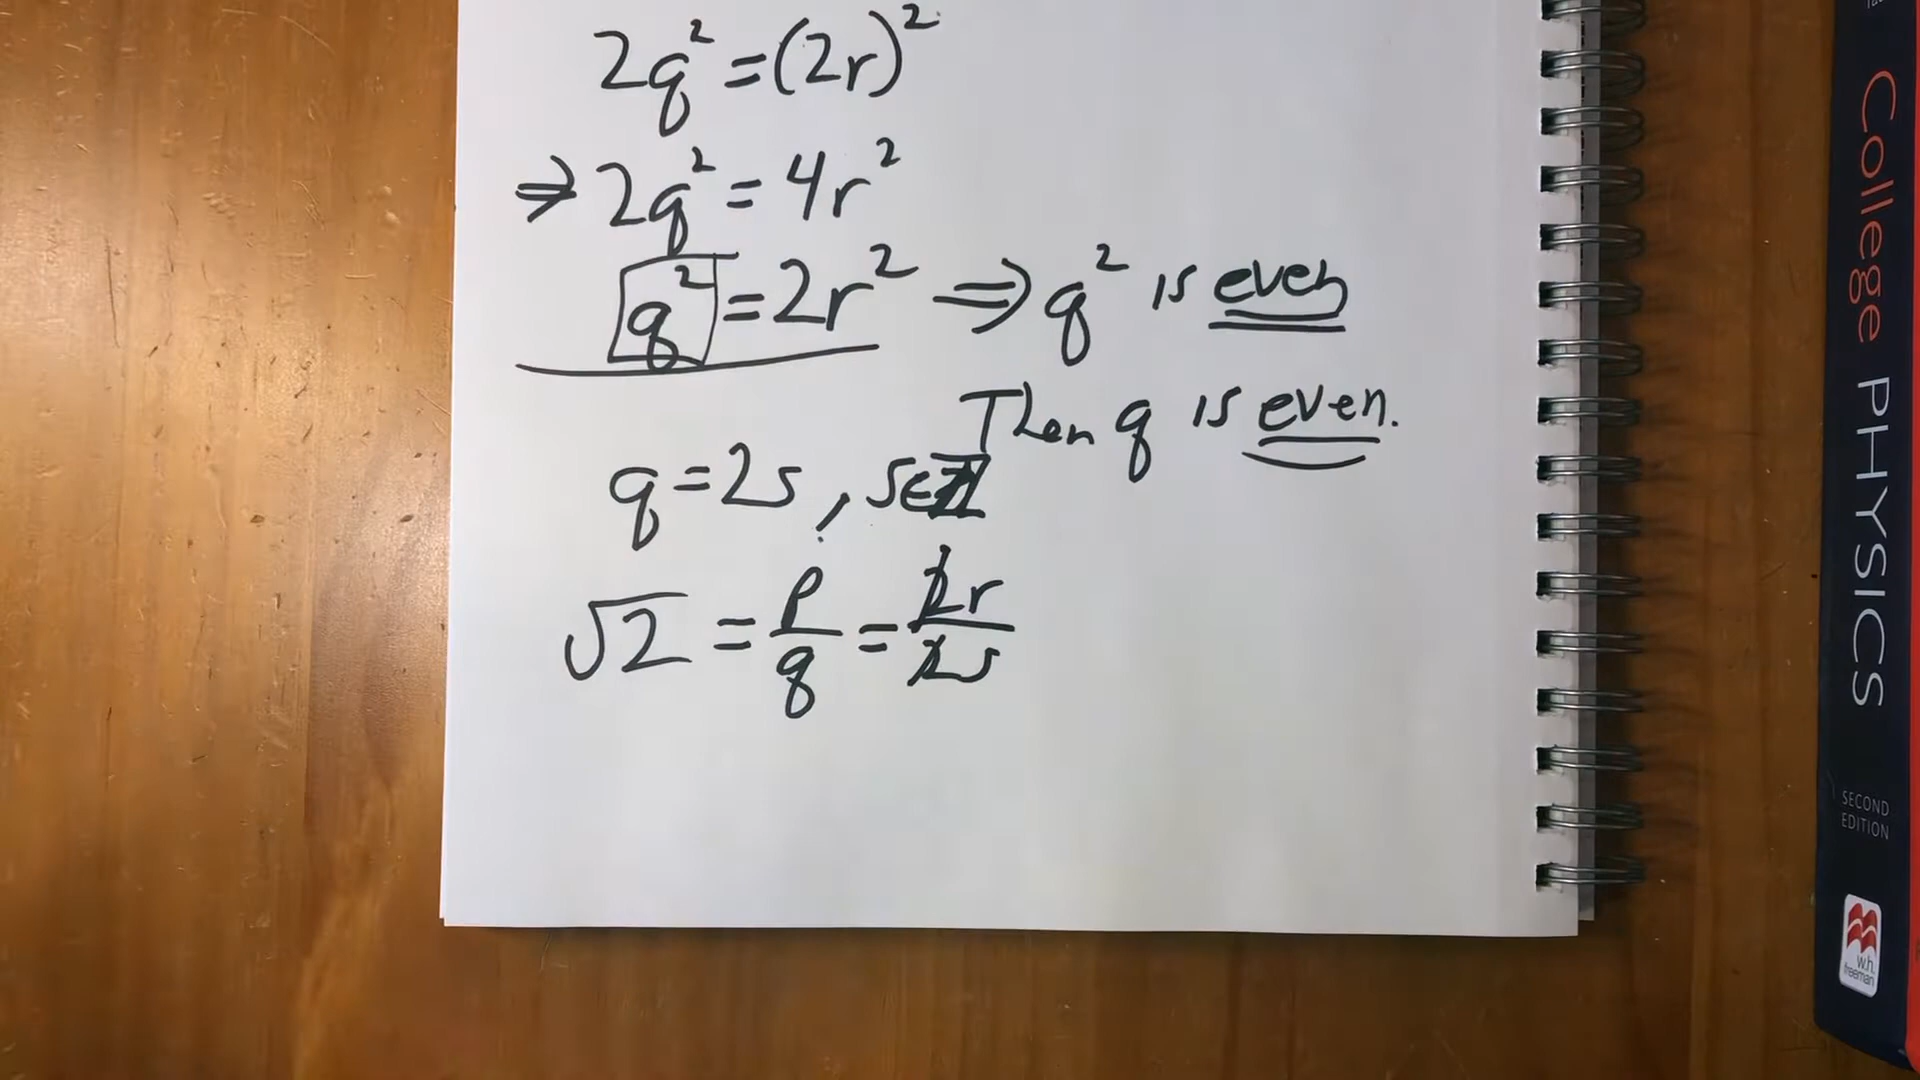 2q² = (2r)²
⇒ 2q² = 4r²
q² = 2r² ⇒ q² is even
Then q is even.
q = 2s, s∈ℤ
√2 = p/q = 2r/2s
College PHYSICS
SECOND
EDITION
w.h.
freeman